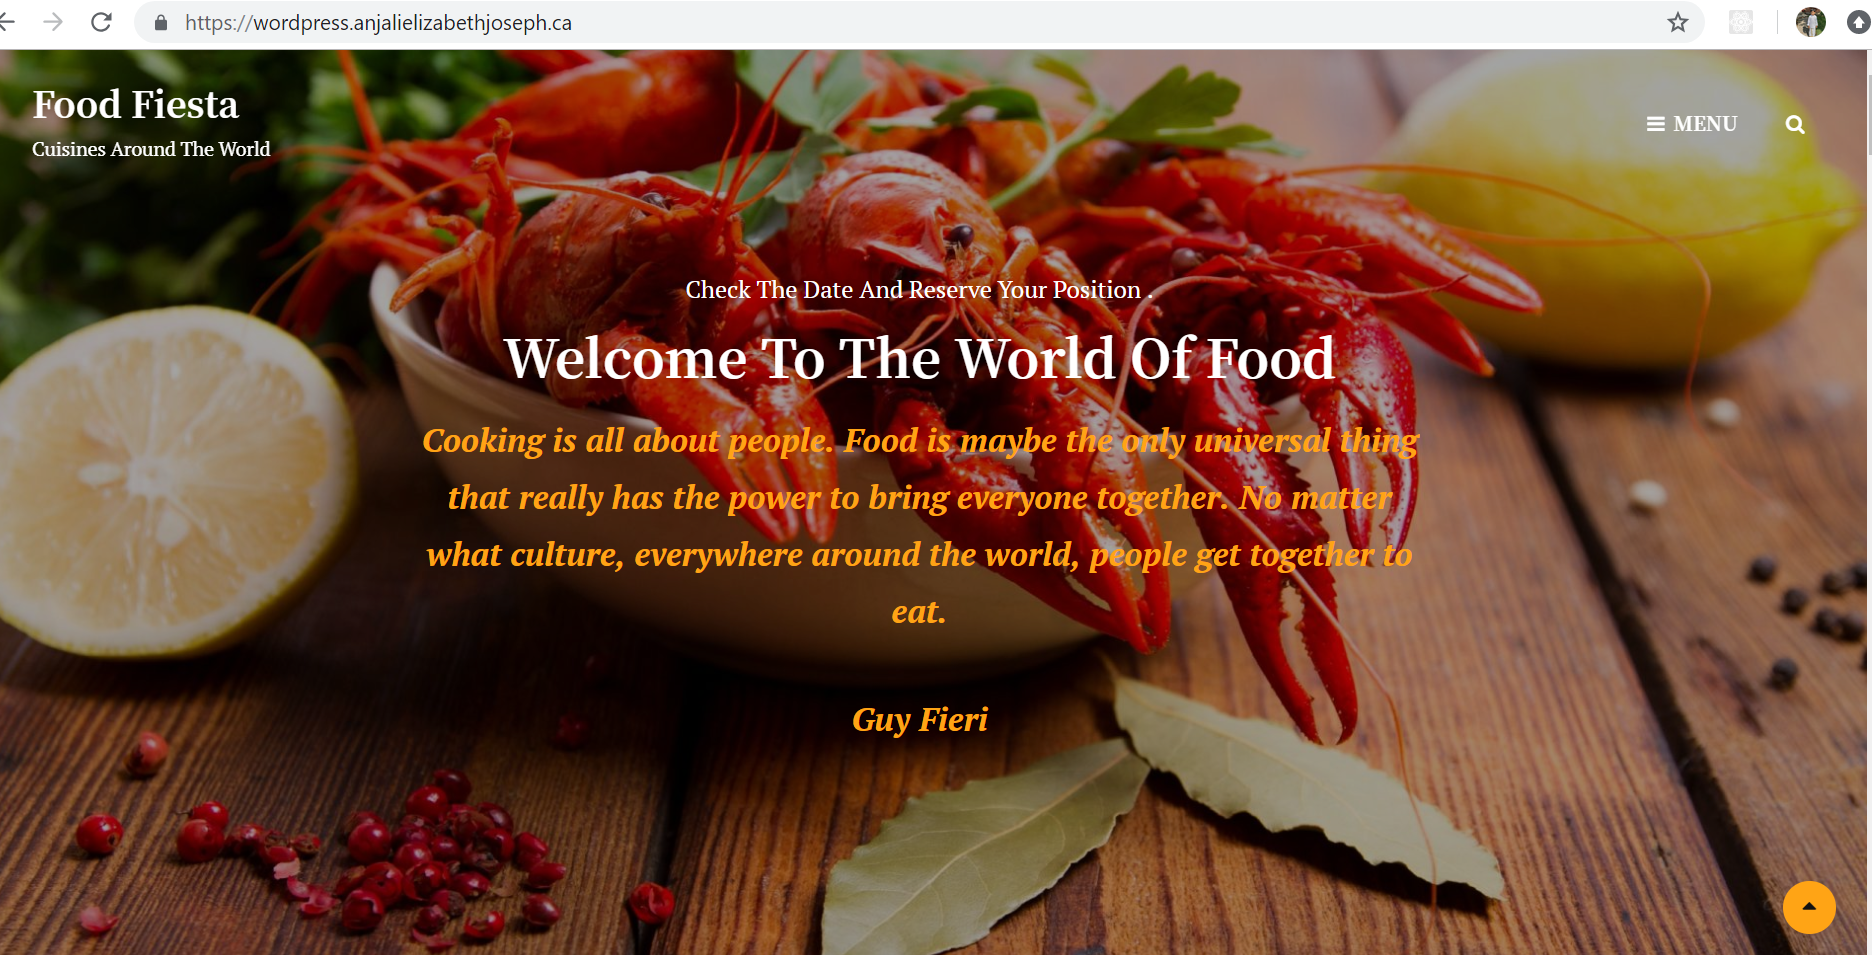 https://wordpress.anjalielizabethjoseph.ca
Food Fiesta
Cuisines Around The World
MENU
Check The Date And Reserve Your Position .
Welcome To The World Of Food
Cooking is all about people. Food is maybe the only universal thing
that really has the power to bring everyone together. No matter
what culture, everywhere around the world, people get together to
eat.
Guy Fieri